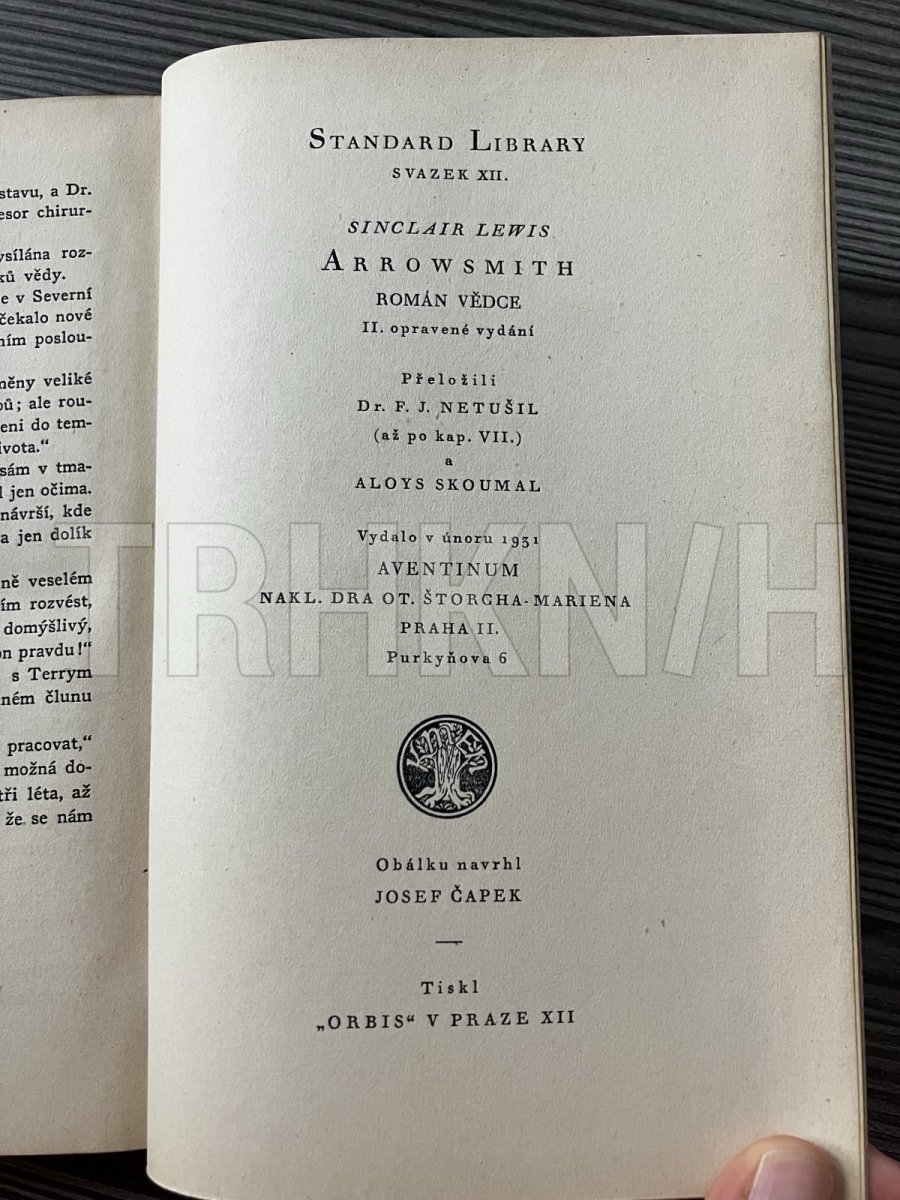 stavu, a Dr.
esor chirur-
ysílána roz-
ků vědy.
e v Severní
čekalo nové
ním poslou-
něny veliké
ů; ale rou-
eni do tem-
ivota.“
sám v tma-
l jen očima.
návrší, kde
a jen dolík
ně veselém
ím rozvést,
domýšlivý,
on pravdu!“
s Terrym
ném člunu
pracovat,“
možná do-
tři léta, až
že se nám
STANDARD LIBRARY
SVAZEK XII.
SINCLAIR LEWIS
ARROWSMITH
ROMÁN VĚDCE
II. opravené vydání
Přeložili
Dr. F. J. NETUŠIL
(až po kap. VII.)
a
ALOYS SKOUMAL
Vydalo v únoru 1931
AVENTINUM
NAKL. DRA OT. ŠTORCHA-MARIENA
PRAHA II.
Purkyňova 6
Obálku navrhl
JOSEF ČAPEK
—
Tiskl
„ORBIS“ V PRAZE XII
TRHKNIH